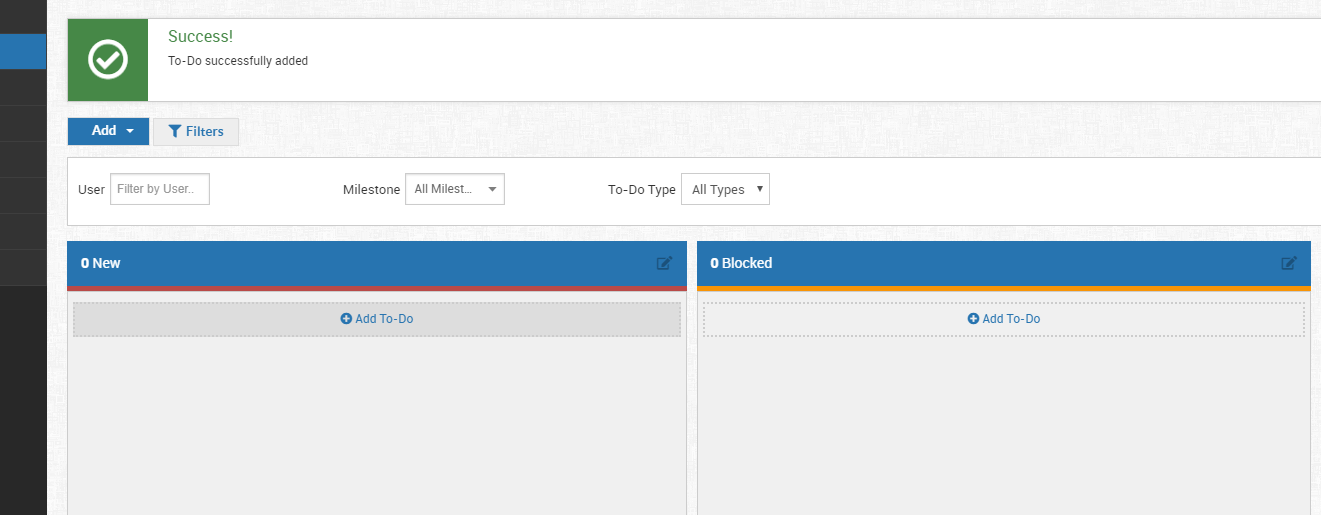 Success!
To-Do successfully added
Add Filters
User Filter by User.. Milestone All Milest... To-Do Type All Types
0 New 0 Blocked
Add To-Do Add To-Do